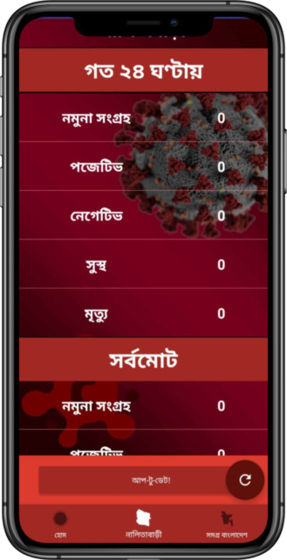 গত ২৪ ঘণ্টায়
নমুনা সংগ্রহ 0
পজেটিভ 0
নেগেটিভ 0
সুস্থ 0
মৃত্যু 0
সর্বমোট
নমুনা সংগ্রহ 0
পজেটিভ 0
আপ-টু-ডেট!
হোম নালিতাবাড়ী সমগ্র বাংলাদেশ